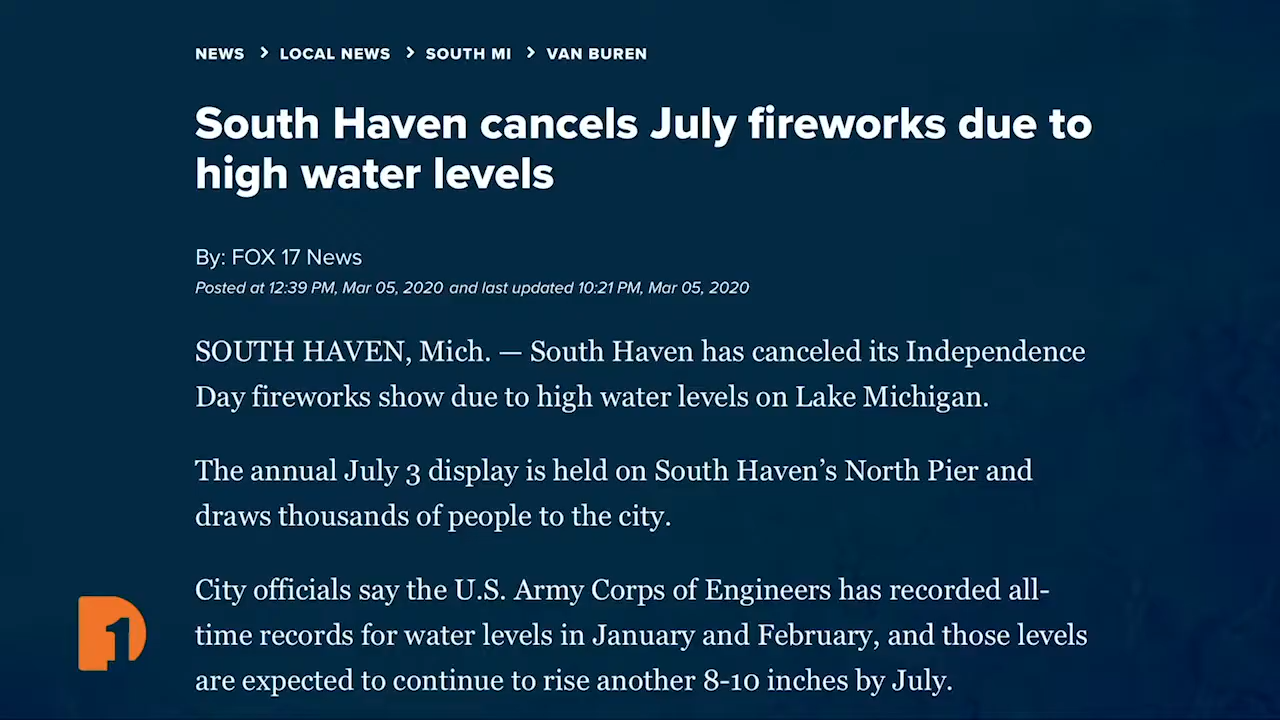 NEWS > LOCAL NEWS > SOUTH MI > VAN BUREN
South Haven cancels July fireworks due to
high water levels
By: FOX 17 News
Posted at 12:39 PM, Mar 05, 2020 and last updated 10:21 PM, Mar 05, 2020
SOUTH HAVEN, Mich. — South Haven has canceled its Independence
Day fireworks show due to high water levels on Lake Michigan.
The annual July 3 display is held on South Haven’s North Pier and
draws thousands of people to the city.
City officials say the U.S. Army Corps of Engineers has recorded all-
time records for water levels in January and February, and those levels
are expected to continue to rise another 8-10 inches by July.
D1